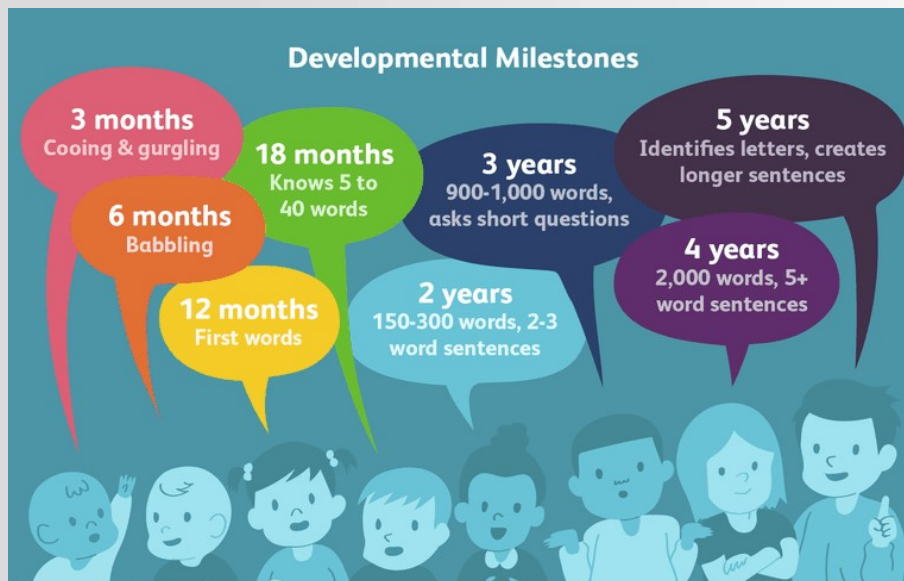 Developmental Milestones
3 months
Cooing & gurgling
6 months
Babbling
12 months
First words
18 months
Knows 5 to
40 words
2 years
150-300 words, 2-3
word sentences
3 years
900-1,000 words,
asks short questions
4 years
2,000 words, 5+
word sentences
5 years
Identifies letters, creates
longer sentences